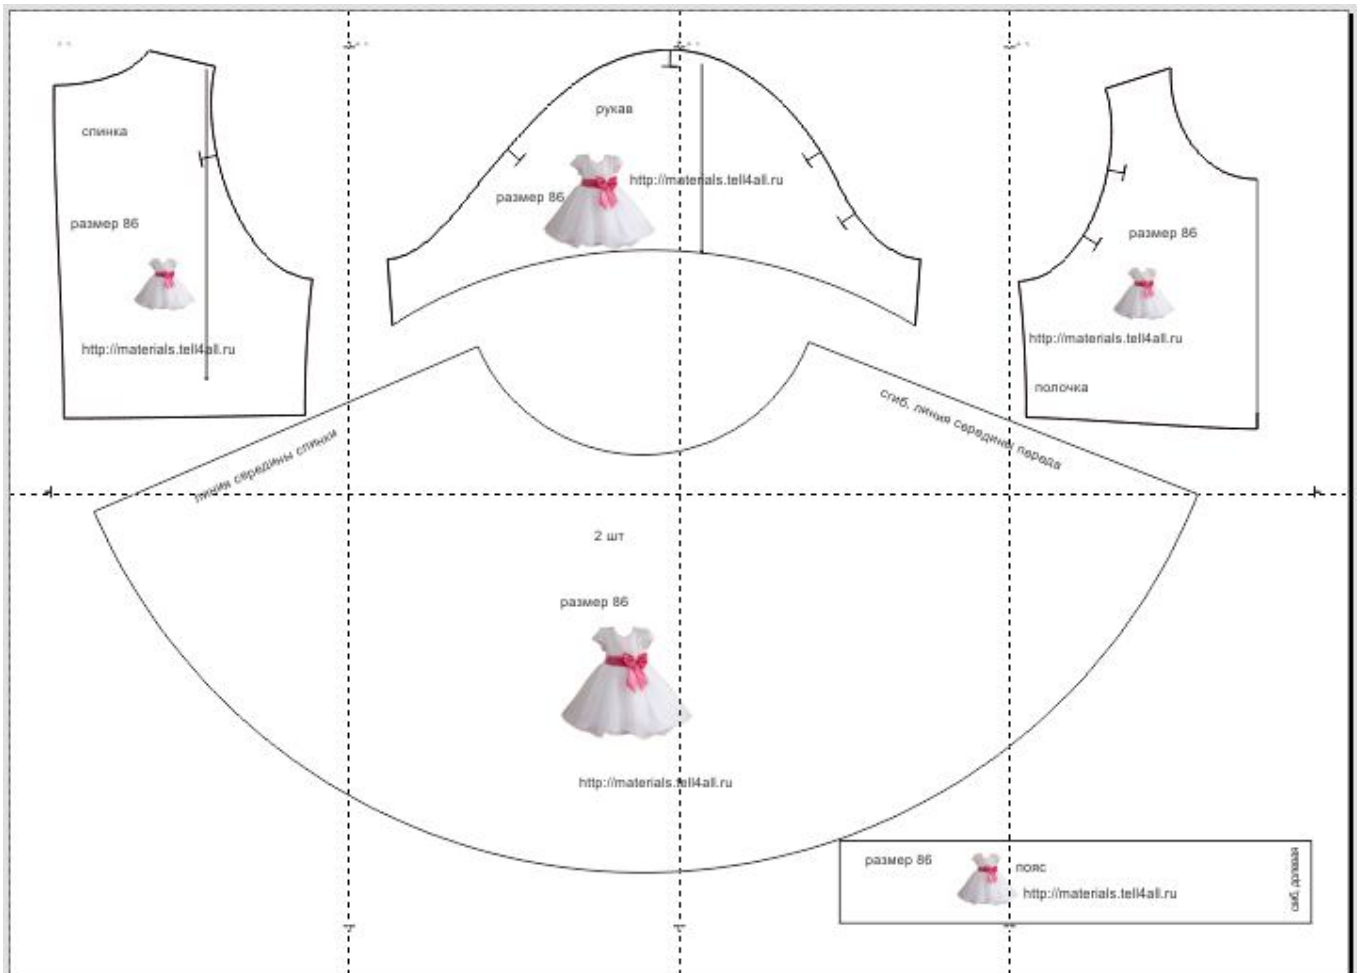 спинка
размер 86
http://materials.tell4all.ru
рукав
размер 86
http://materials.tell4all.ru
размер 86
http://materials.tell4all.ru
полочка
линия середины спинки
сгиб, линия середины переда
2 шт
размер 86
http://materials.tell4all.ru
размер 86
пояс
http://materials.tell4all.ru
сгиб, долевая